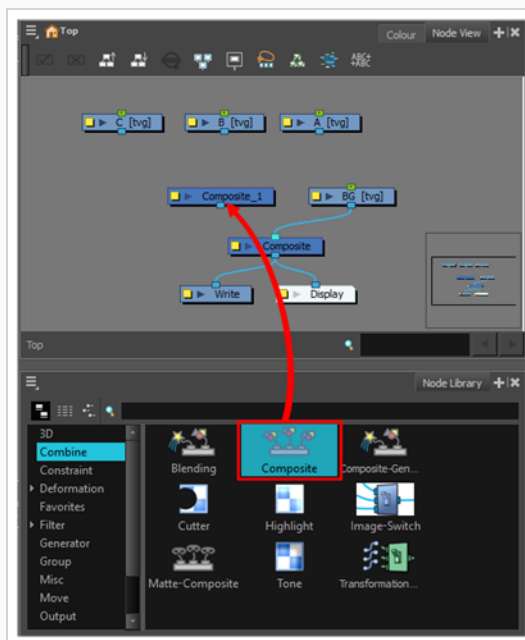 Top
Colour
Node View
ABC+
+ABC
C [tvg]
B [tvg]
A [tvg]
Composite_1
BG [tvg]
Composite
Write
Display
Top
Node Library
3D
Combine
Constraint
Deformation
Favorites
Filter
Generator
Group
Misc
Move
Output
Blending
Composite
Composite-Gen...
Cutter
Highlight
Image-Switch
Matte-Composite
Tone
Transformation...